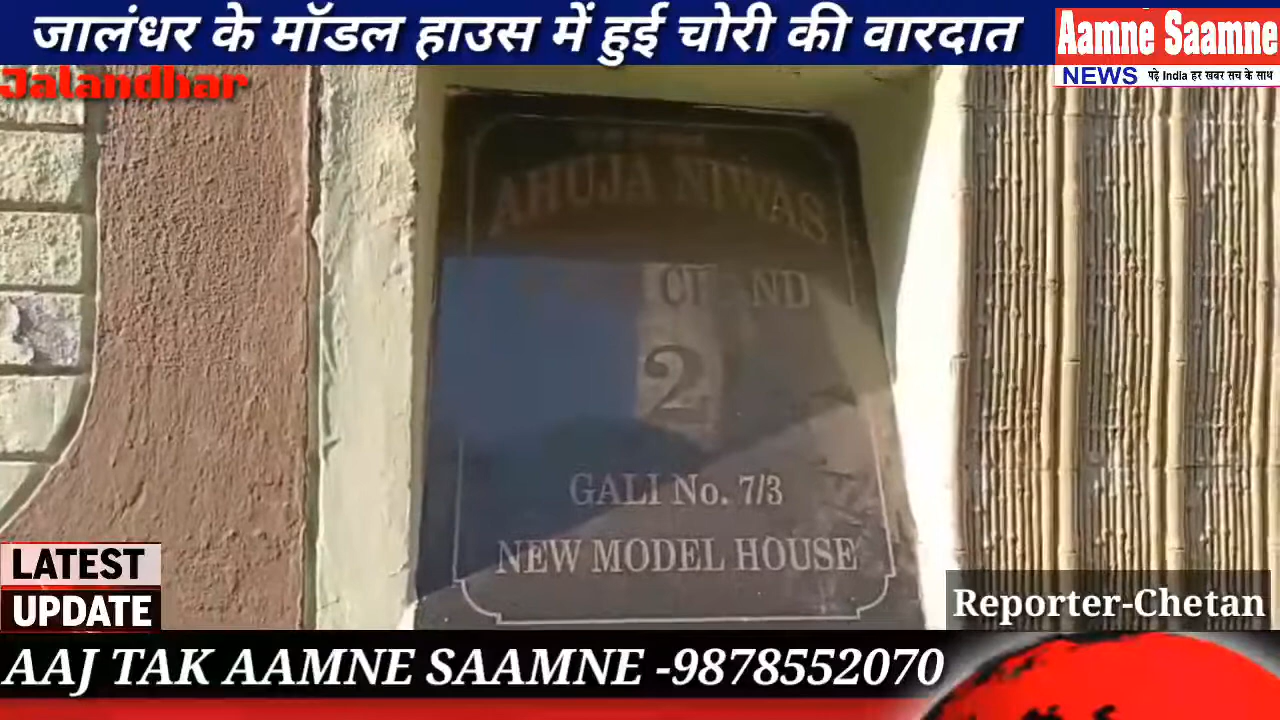 जालंधर के मॉडल हाउस में हुई चोरी की वारदात
Aamne Saamne
NEWS पढ़े India हर खबर सच के साथ
Jalandhar
AHUJA NIWAS
2
GALI No. 7/3
NEW MODEL HOUSE
LATEST
UPDATE
Reporter-Chetan
AAJ TAK AAMNE SAAMNE -9878552070